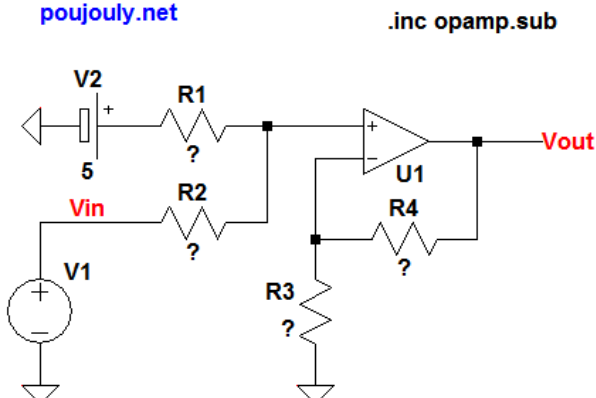 poujouly.net
.inc opamp.sub
V2
+
R1
?
5
+
−
U1
Vout
Vin
R2
?
R4
?
V1
+
−
R3
?